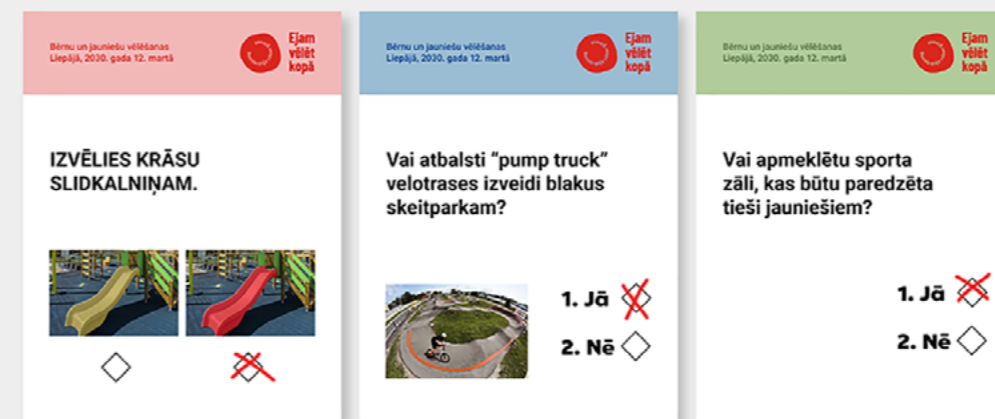 Bērnu un jauniešu vēlēšanas
Liepājā, 2030. gada 12. martā
Ejam
vēlēt
kopā
IZVĒLIES KRĀSU
SLIDKALNIŅAM.
Bērnu un jauniešu vēlēšanas
Liepājā, 2030. gada 12. martā
Ejam
vēlēt
kopā
Vai atbalsti “pump truck”
velotrases izveidi blakus
skeitparkam?
1. Jā
2. Nē
Bērnu un jauniešu vēlēšanas
Liepājā, 2030. gada 12. martā
Ejam
vēlēt
kopā
Vai apmeklētu sporta
zāli, kas būtu paredzēta
tieši jauniešiem?
1. Jā
2. Nē